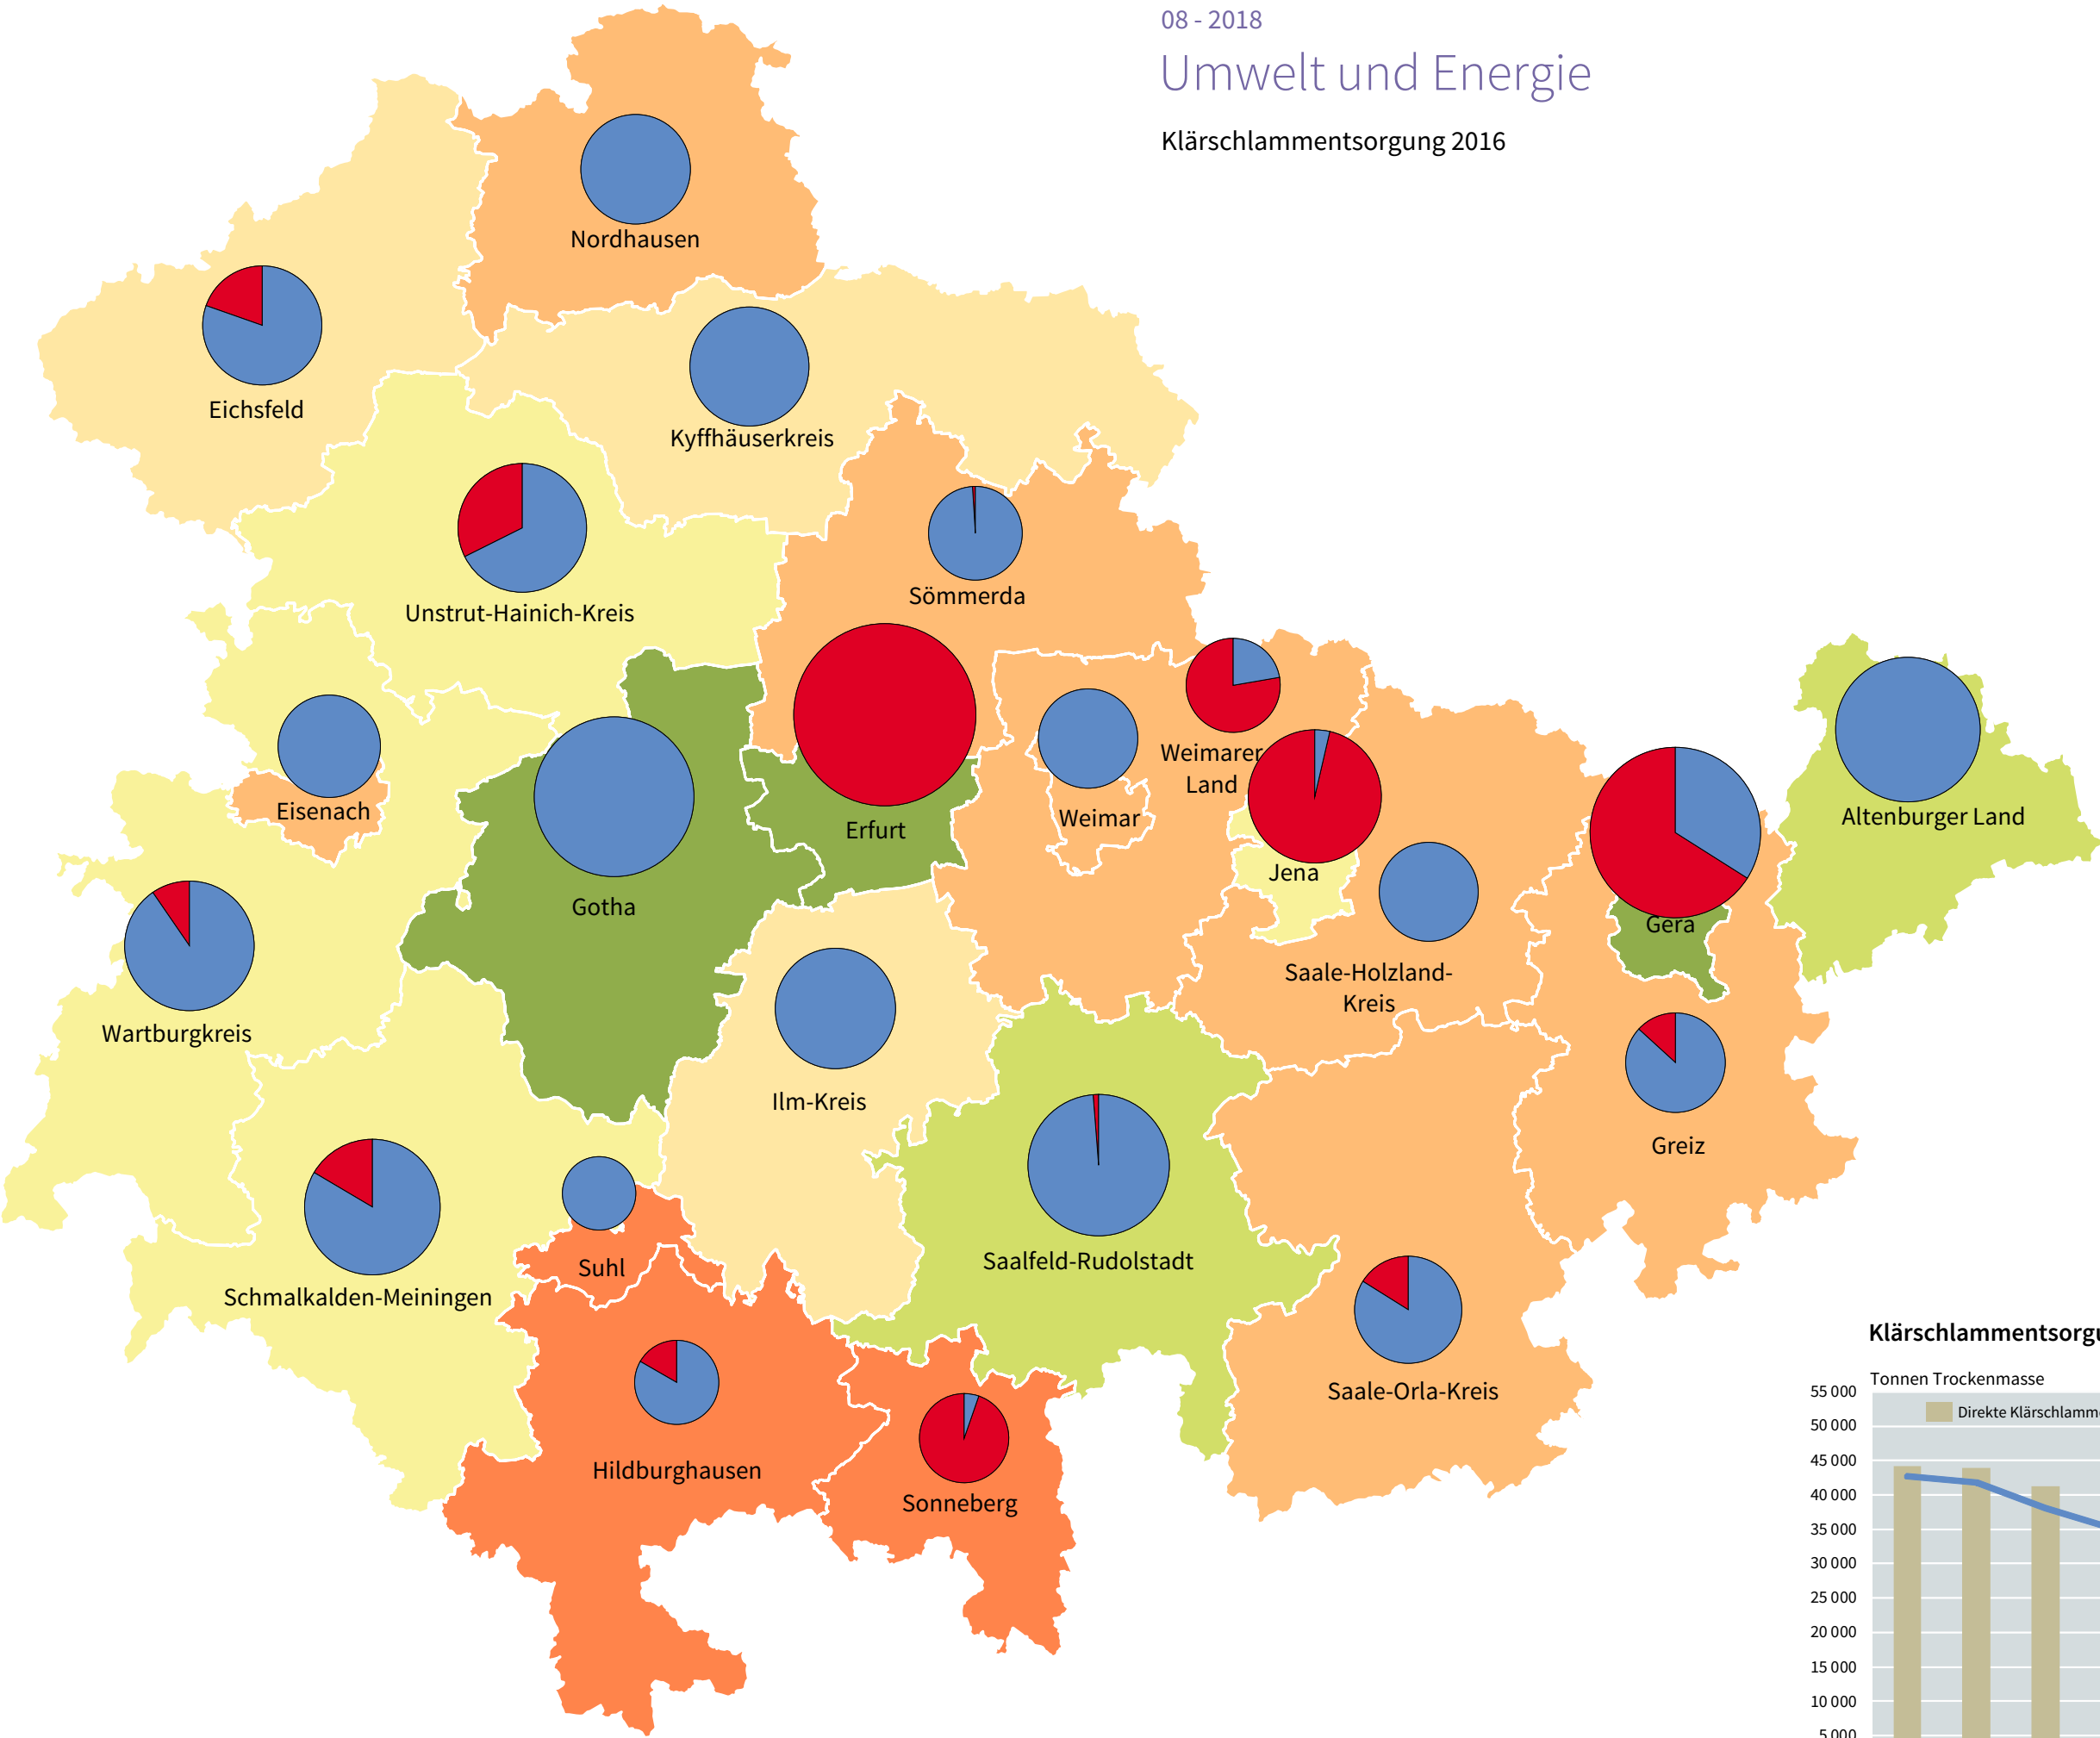 08 - 2018
Umwelt und Energie
Klärschlammentsorgung 2016
Nordhausen
Eichsfeld
Kyffhäuserkreis
Sömmerda
Unstrut-Hainich-Kreis
Weimarer
Land
Eisenach
Weimar
Altenburger Land
Erfurt
Jena
Gotha
Gera
Saale-Holzland-
Kreis
Wartburgkreis
Ilm-Kreis
Greiz
Saalfeld-Rudolstadt
Suhl
Schmalkalden-Meiningen
Saale-Orla-Kreis
Hildburghausen
Sonneberg
Klärschlammentsorgu
Tonnen Trockenmasse
55 000
Direkte Klärschlamm
50 000
45 000
40 000
35 000
30 000
25 000
20 000
15 000
10 000
5 000